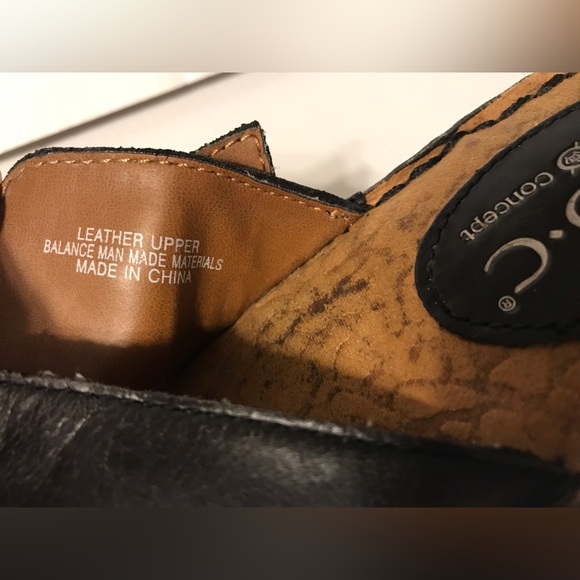 LEATHER UPPER
BALANCE MAN MADE MATERIALS
MADE IN CHINA
o.c
®
Concept